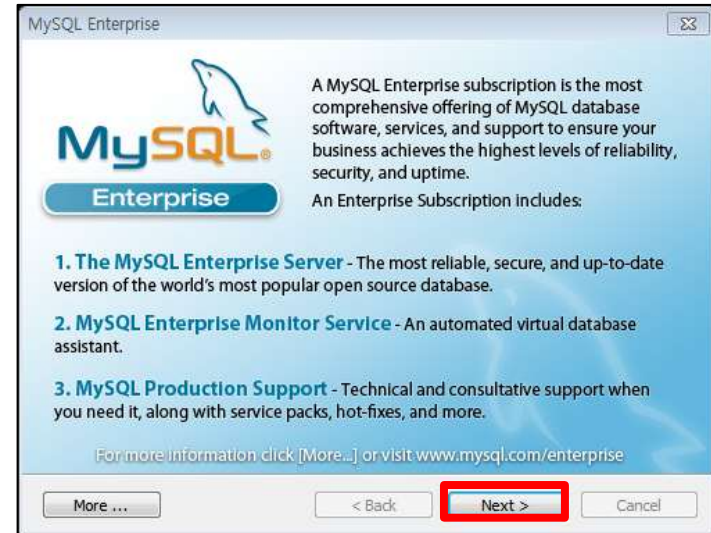 MySQL Enterprise
MySQL®
Enterprise
A MySQL Enterprise subscription is the most
comprehensive offering of MySQL database
software, services, and support to ensure your
business achieves the highest levels of reliability,
security, and uptime.
An Enterprise Subscription includes:
1. The MySQL Enterprise Server - The most reliable, secure, and up-to-date
version of the world's most popular open source database.
2. MySQL Enterprise Monitor Service - An automated virtual database
assistant.
3. MySQL Production Support - Technical and consultative support when
you need it, along with service packs, hot-fixes, and more.
For more information click [More...] or visit www.mysql.com/enterprise
More ...
< Back
Next >
Cancel